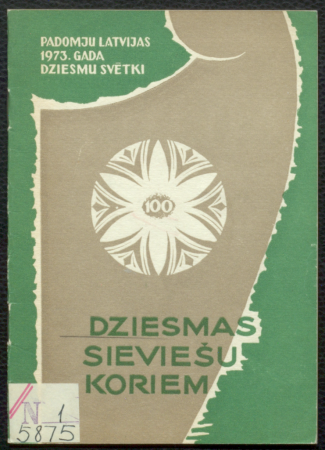 PADOMJU LATVIJAS
1973. GADA
DZIESMU SVĒTKI
100
DZIESMAS
SIEVIEŠU
KORIEM
N 1
5875